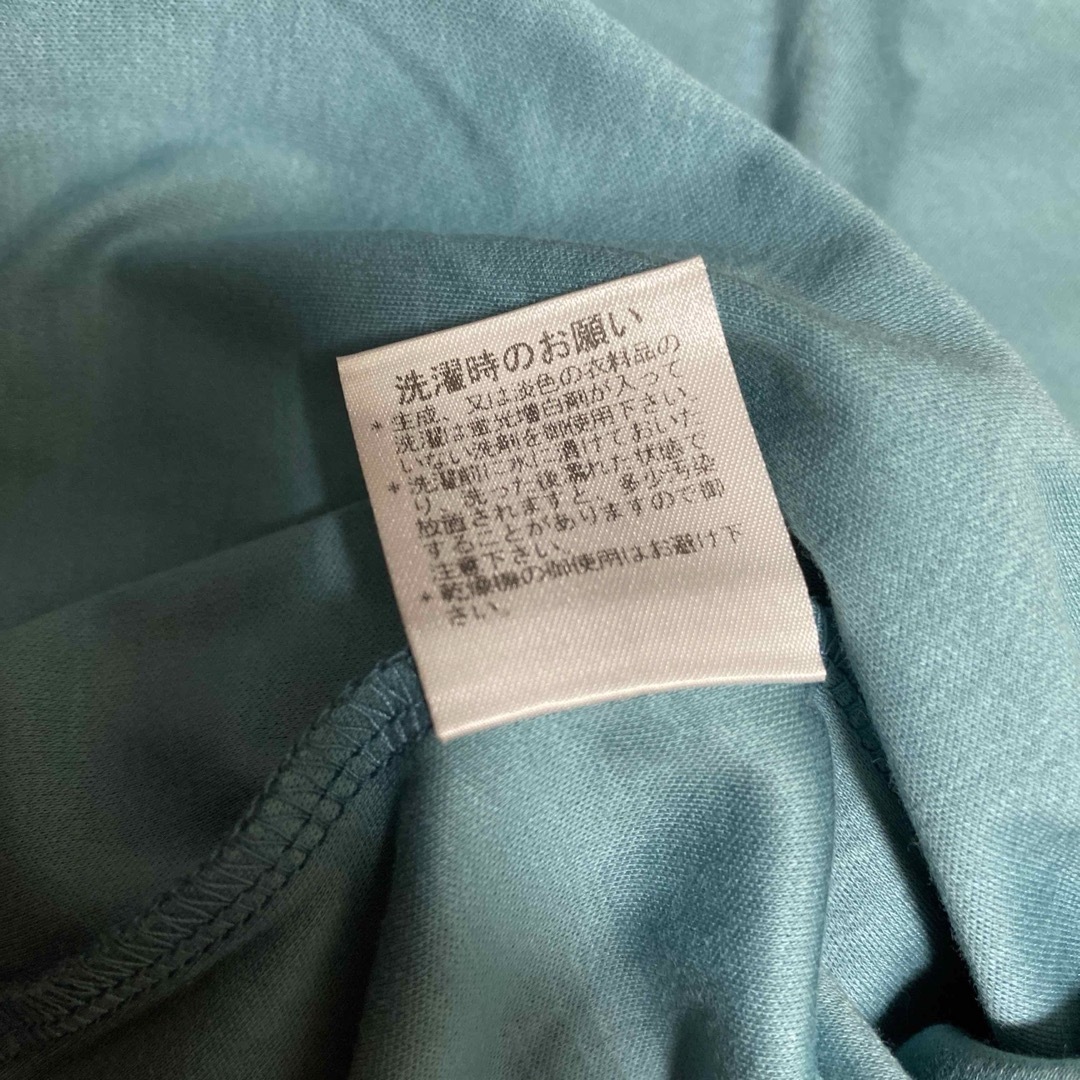 洗濯時のお願い
* 生成、又は淡色の衣料品の
洗濯は蛍光増白剤が入って
いない洗剤を御使用下さい。
* 洗濯前に水に漬けておいた
り、洗った後濡れた状態で
放置されますと、多少汚染
することがありますので御
注意下さい。
* 乾燥機の御使用はお避け下
さい。